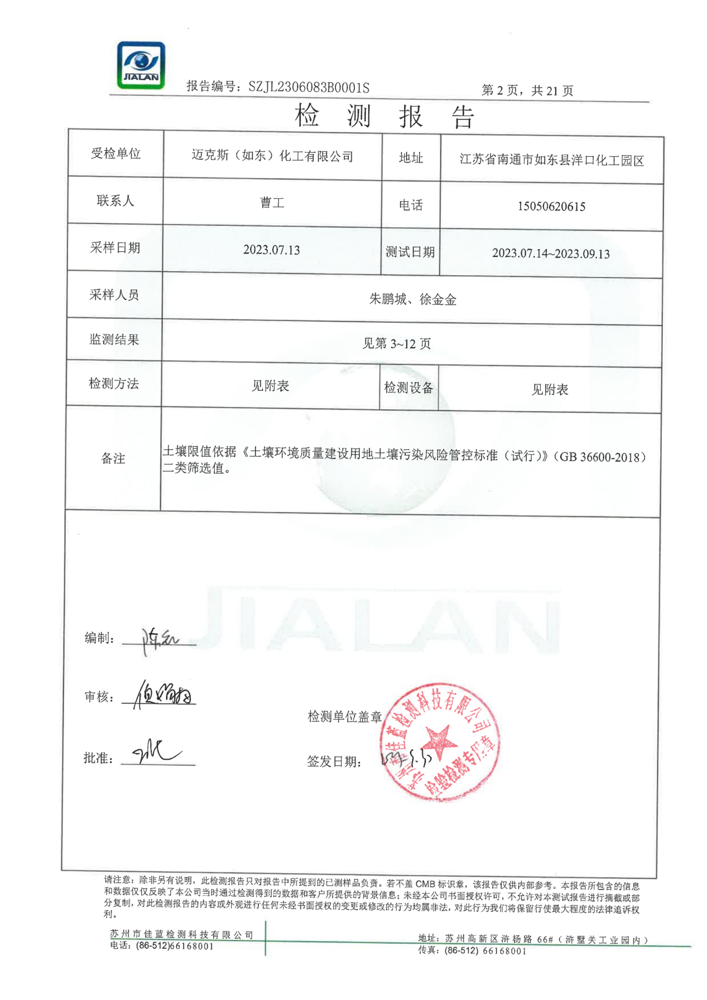 JIALAN
报告编号：SZJL2306083B0001S
第 2 页，共 21 页
检 测 报 告
受检单位 迈克斯（如东）化工有限公司 地址 江苏省南通市如东县洋口化工园区
联系人 曹工 电话 15050620615
采样日期 2023.07.13 测试日期 2023.07.14~2023.09.13
采样人员 朱鹏城、徐金金
监测结果 见第 3~12 页
检测方法 见附表 检测设备 见附表
备注 土壤限值依据《土壤环境质量建设用地土壤污染风险管控标准（试行）》（GB 36600-2018）
二类筛选值。
JIALAN
编制：
审核：
检测单位盖章
批准：
签发日期：
苏州市佳蓝检测科技有限公司
检验检测专用章
请注意：除非另有说明，此检测报告只对报告中所提到的已测样品负责。若不盖 CMB 标识章，该报告仅供内部参考。本报告所包含的信息
和数据仅仅反映了本公司当时通过检测得到的数据和客户所提供的背景信息；未经本公司书面授权许可，不允许对本测试报告进行摘截或部
分复制，对此检测报告的内容或外观进行任何未经书面授权的变更或修改的行为均属非法，对此行为我们将保留行使最大程度的法律追诉权
利。
苏州市佳蓝检测科技有限公司
电话：(86-512)66168001
地址：苏州高新区浒杨路 66#（浒墅关工业园内）
传真：(86-512) 66168001